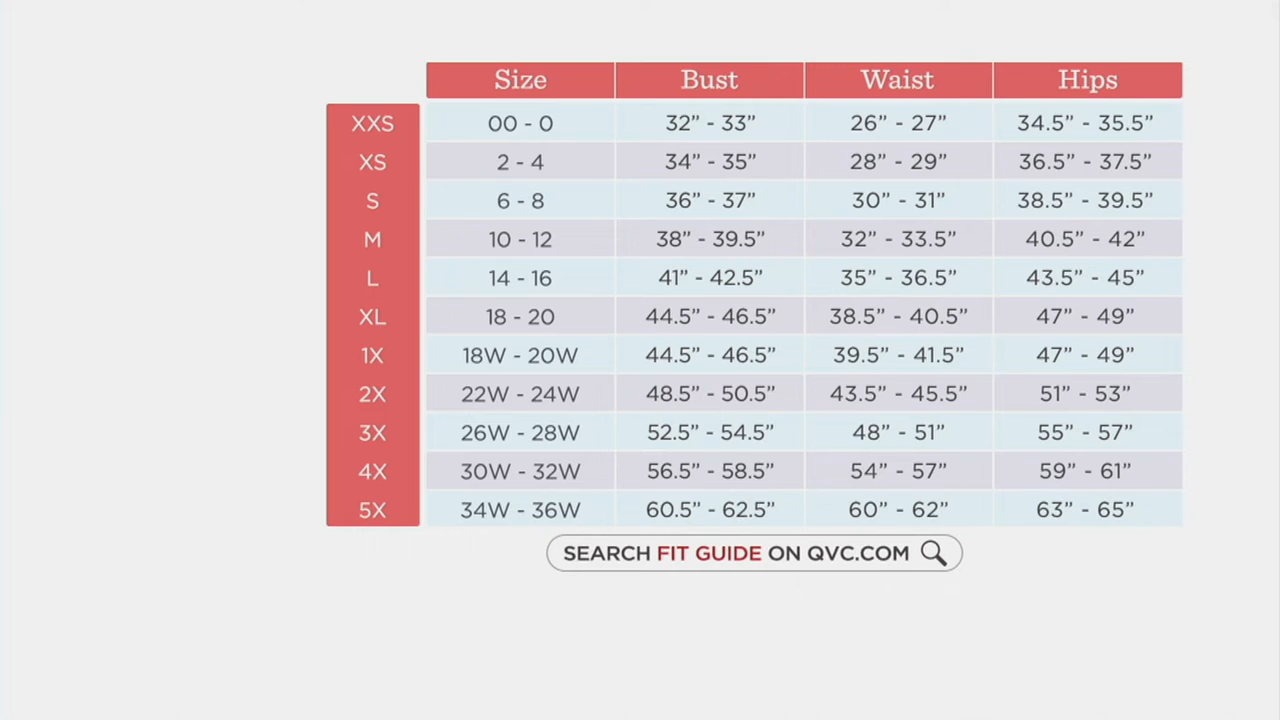 Size Bust Waist Hips
XXS 00 - 0 32” - 33” 26” - 27” 34.5” - 35.5”
XS 2 - 4 34” - 35” 28” - 29” 36.5” - 37.5”
S 6 - 8 36” - 37” 30” - 31” 38.5” - 39.5”
M 10 - 12 38” - 39.5” 32” - 33.5” 40.5” - 42”
L 14 - 16 41” - 42.5” 35” - 36.5” 43.5” - 45”
XL 18 - 20 44.5” - 46.5” 38.5” - 40.5” 47” - 49”
1X 18W - 20W 44.5” - 46.5” 39.5” - 41.5” 47” - 49”
2X 22W - 24W 48.5” - 50.5” 43.5” - 45.5” 51” - 53”
3X 26W - 28W 52.5” - 54.5” 48” - 51” 55” - 57”
4X 30W - 32W 56.5” - 58.5” 54” - 57” 59” - 61”
5X 34W - 36W 60.5” - 62.5” 60” - 62” 63” - 65”
SEARCH FIT GUIDE ON QVC.COM